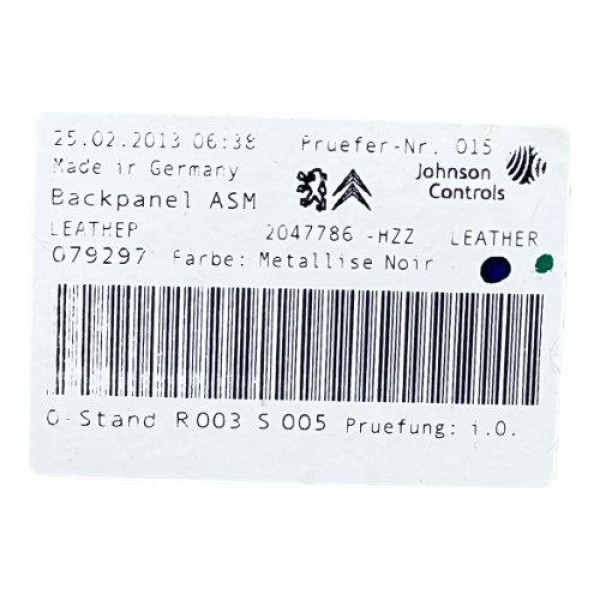 25.02.2013 06:38 Pruefer-Nr. 015
Made in Germany
Johnson Controls
Backpanel ASM
LEATHER 2047786 -HZZ LEATHER
079297 Farbe: Metallise Noir
Q-Stand R003 S005 Pruefung: i.O.